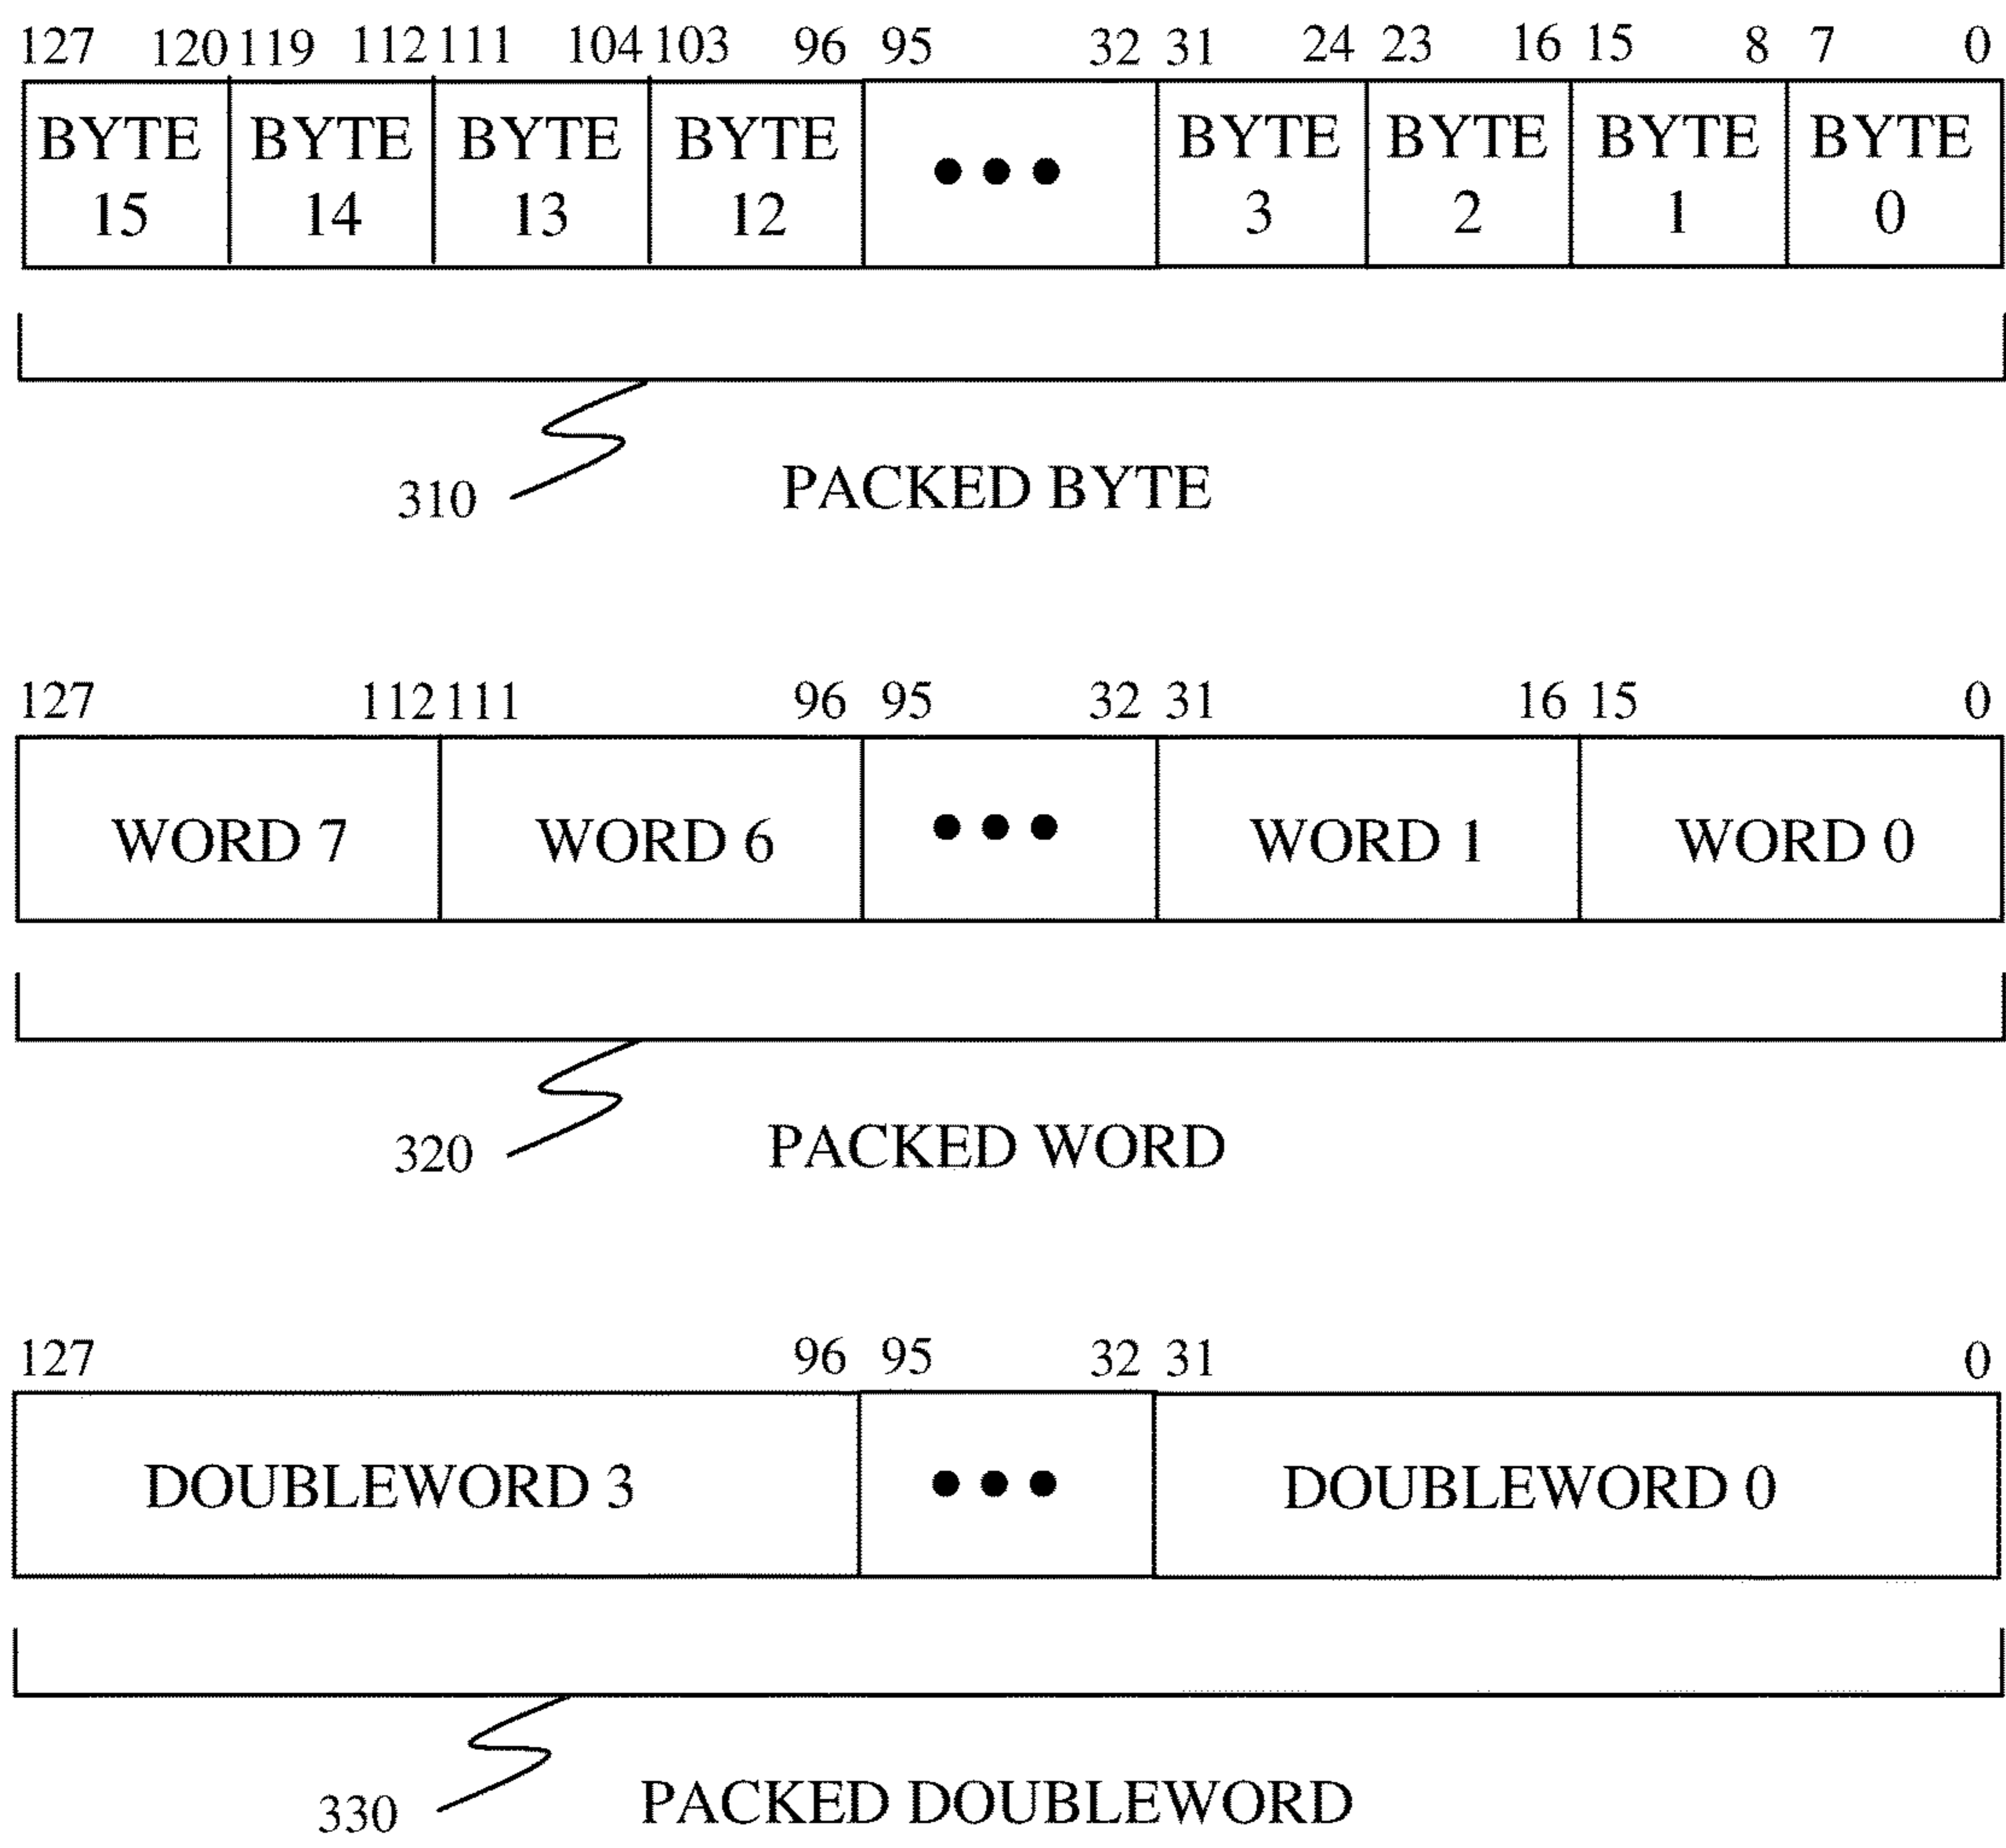 127 120 119 112 111 104 103 96 95 32 31 24 23 16 15 8 7 0
BYTE BYTE BYTE BYTE BYTE BYTE BYTE BYTE
15 14 13 12 ••• 3 2 1 0
310 PACKED BYTE
127 112 111 96 95 32 31 16 15 0
WORD 7 WORD 6 ••• WORD 1 WORD 0
320 PACKED WORD
127 96 95 32 31 0
DOUBLEWORD 3 ••• DOUBLEWORD 0
330 PACKED DOUBLEWORD